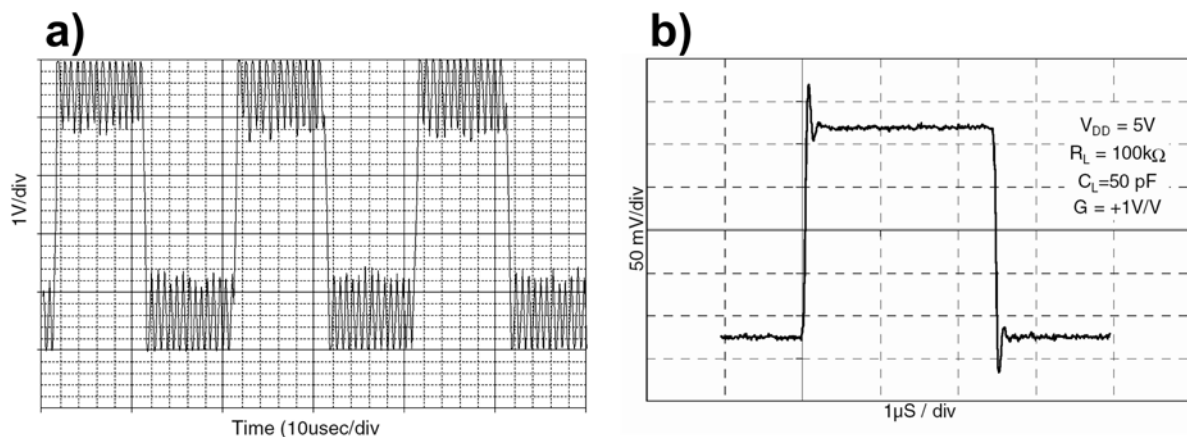 a)
1V/div
Time (10usec/div
b)
50 mV/div
V_DD = 5V
R_L = 100kΩ
C_L=50 pF
G = +1V/V
1µS / div